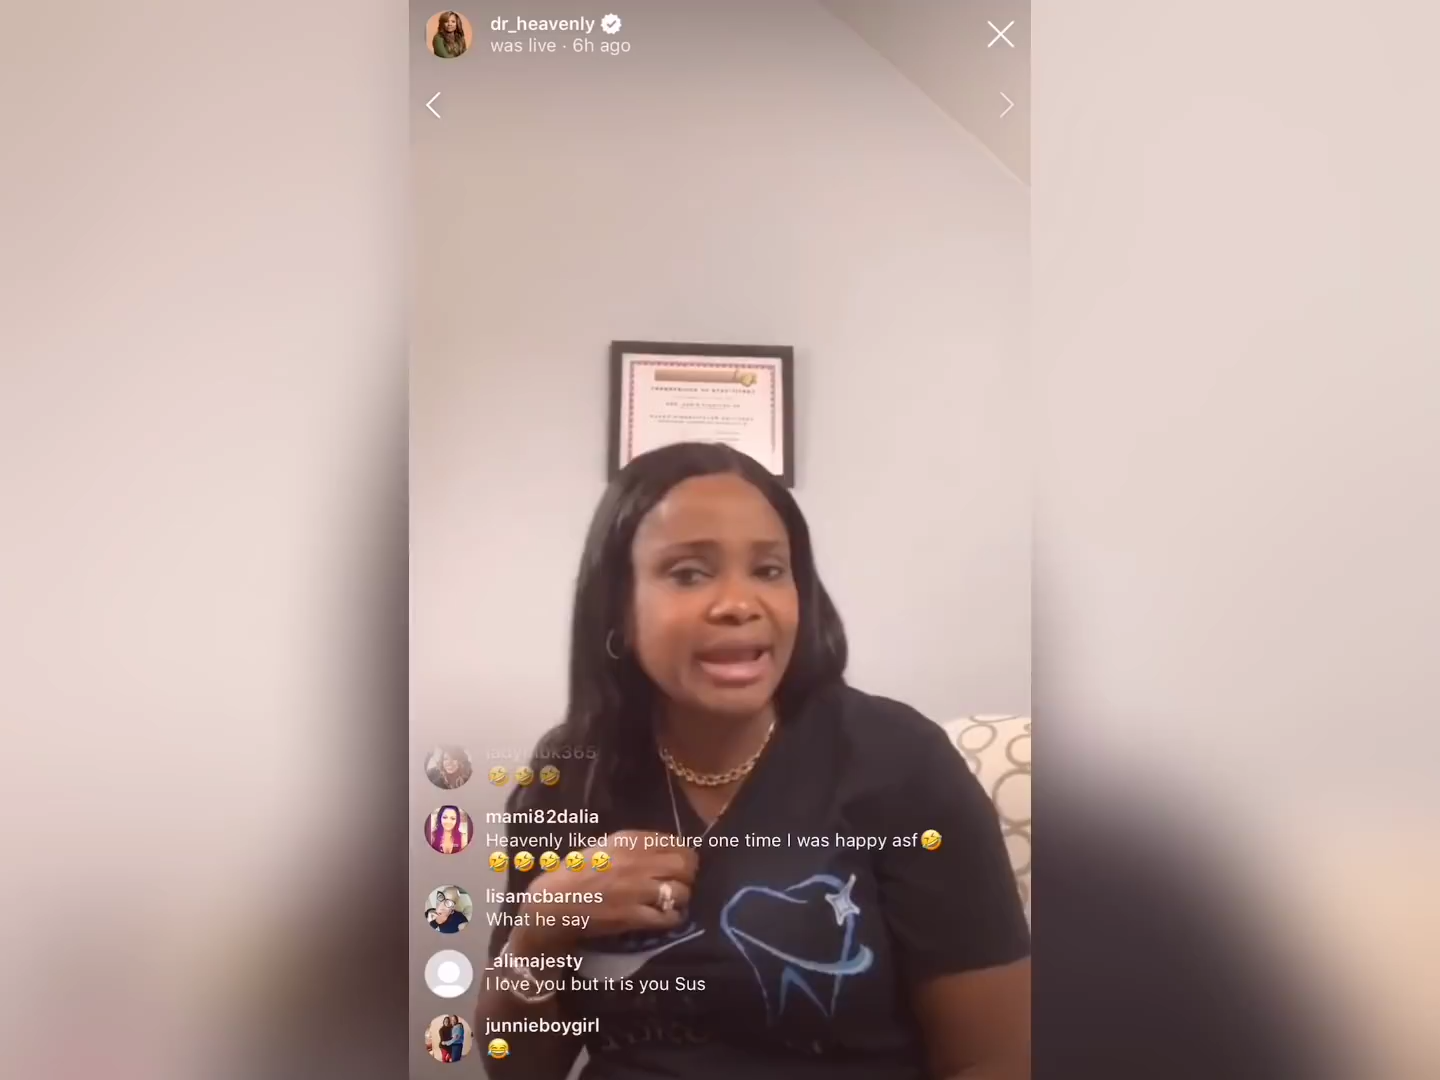 dr_heavenly
was live · 6h ago
ladyjnbk365
🤣🤣🤣
mami82dalia
Heavenly liked my picture one time I was happy asf🤣
🤣🤣🤣🤣🤣
lisamcbarnes
What he say
_alimajesty
I love you but it is you Sus
junnieboygirl
😂